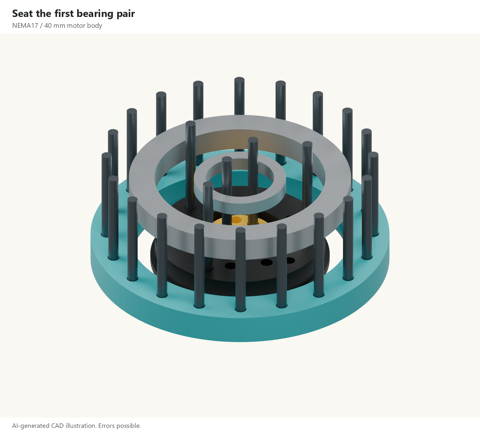 Seat the first bearing pair
NEMA17 / 40 mm motor body
AI-generated CAD illustration. Errors possible.